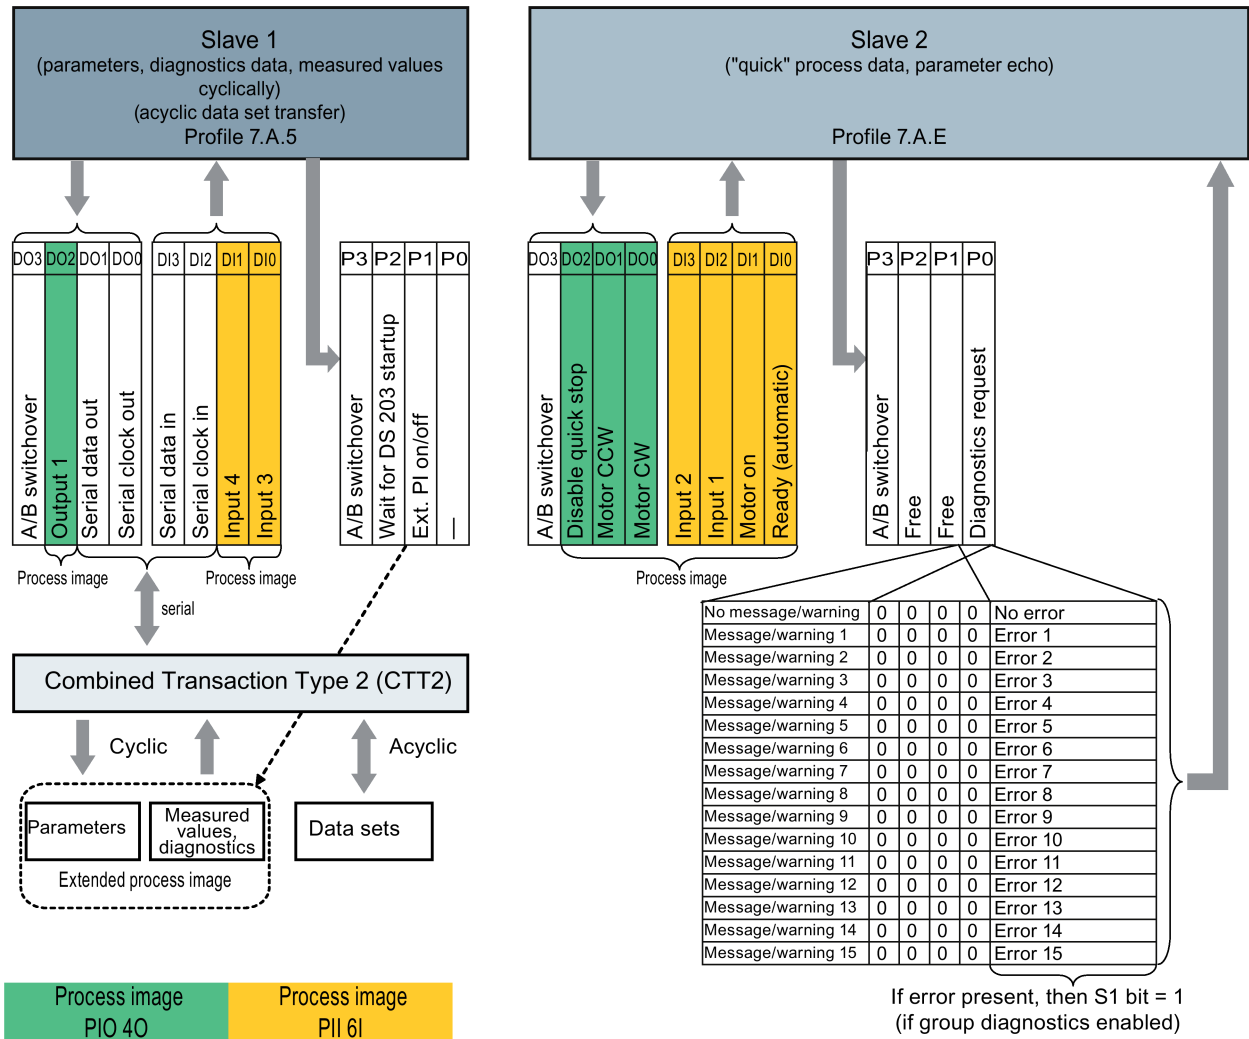 Slave 1
(parameters, diagnostics data, measured values
cyclically)
(acyclic data set transfer)
Profile 7.A.5
Slave 2
("quick" process data, parameter echo)
Profile 7.A.E
DO3 DO2 DO1 DO0
DI3 DI2 DI1 DI0
P3 P2 P1 P0
A/B switchover
Output 1
Serial data out
Serial clock out
Serial data in
Serial clock in
Input 4
Input 3
A/B switchover
Wait for DS 203 startup
Ext. PI on/off
—
Process image
Process image
serial
DO3 DO2 DO1 DO0
DI3 DI2 DI1 DI0
P3 P2 P1 P0
A/B switchover
Disable quick stop
Motor CCW
Motor CW
Input 2
Input 1
Motor on
Ready (automatic)
A/B switchover
Free
Free
Diagnostics request
Process image
Combined Transaction Type 2 (CTT2)
Cyclic
Acyclic
Parameters
Measured
values,
diagnostics
Data sets
Extended process image
No message/warning 0 0 0 0 No error
Message/warning 1 0 0 0 0 Error 1
Message/warning 2 0 0 0 0 Error 2
Message/warning 3 0 0 0 0 Error 3
Message/warning 4 0 0 0 0 Error 4
Message/warning 5 0 0 0 0 Error 5
Message/warning 6 0 0 0 0 Error 6
Message/warning 7 0 0 0 0 Error 7
Message/warning 8 0 0 0 0 Error 8
Message/warning 9 0 0 0 0 Error 9
Message/warning 10 0 0 0 0 Error 10
Message/warning 11 0 0 0 0 Error 11
Message/warning 12 0 0 0 0 Error 12
Message/warning 13 0 0 0 0 Error 13
Message/warning 14 0 0 0 0 Error 14
Message/warning 15 0 0 0 0 Error 15
If error present, then S1 bit = 1
(if group diagnostics enabled)
Process image
PIO 4O
Process image
PII 6I